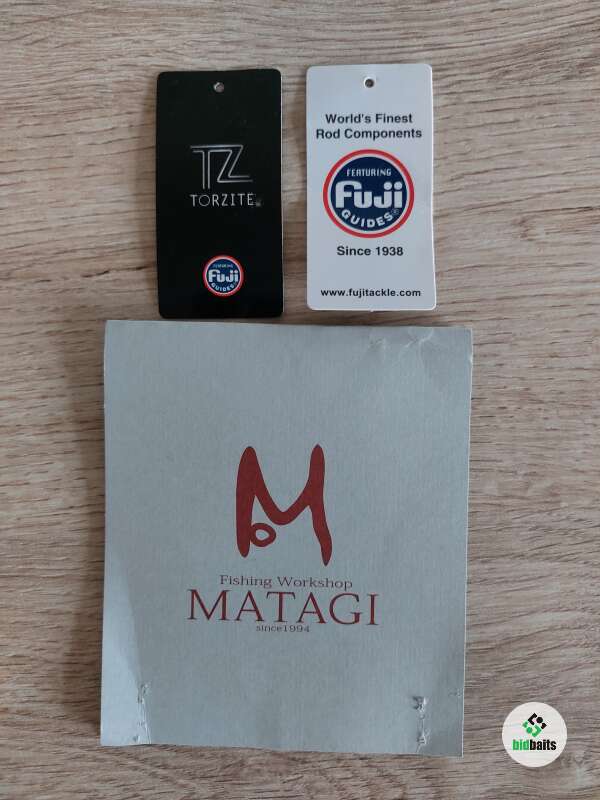 TZ
TORZITE
FEATURING
Fuji
GUIDES®
World's Finest
Rod Components
FEATURING
Fuji
GUIDES®
Since 1938
www.fujitackle.com
M
Fishing Workshop
MATAGI
since1994
bidbaits